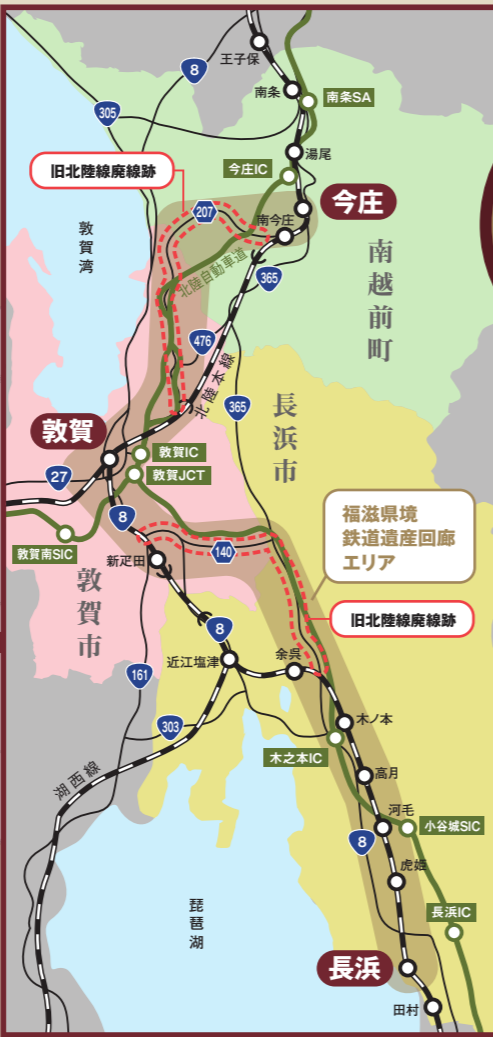 王子保
8
南条
南条SA
305
湯尾
今庄IC
旧北陸線廃線跡
今庄
207
南今庄
敦賀湾
北陸自動車道
365
南越前町
476
北陸本線
365
長浜市
敦賀
敦賀IC
敦賀JCT
27
8
敦賀南SIC
新疋田
140
福滋県境
鉄道遺産回廊
エリア
敦賀市
旧北陸線廃線跡
8
近江塩津
余呉
161
303
木ノ本
木之本IC
湖西線
高月
河毛
小谷城SIC
8
虎姫
琵琶湖
長浜IC
長浜
田村